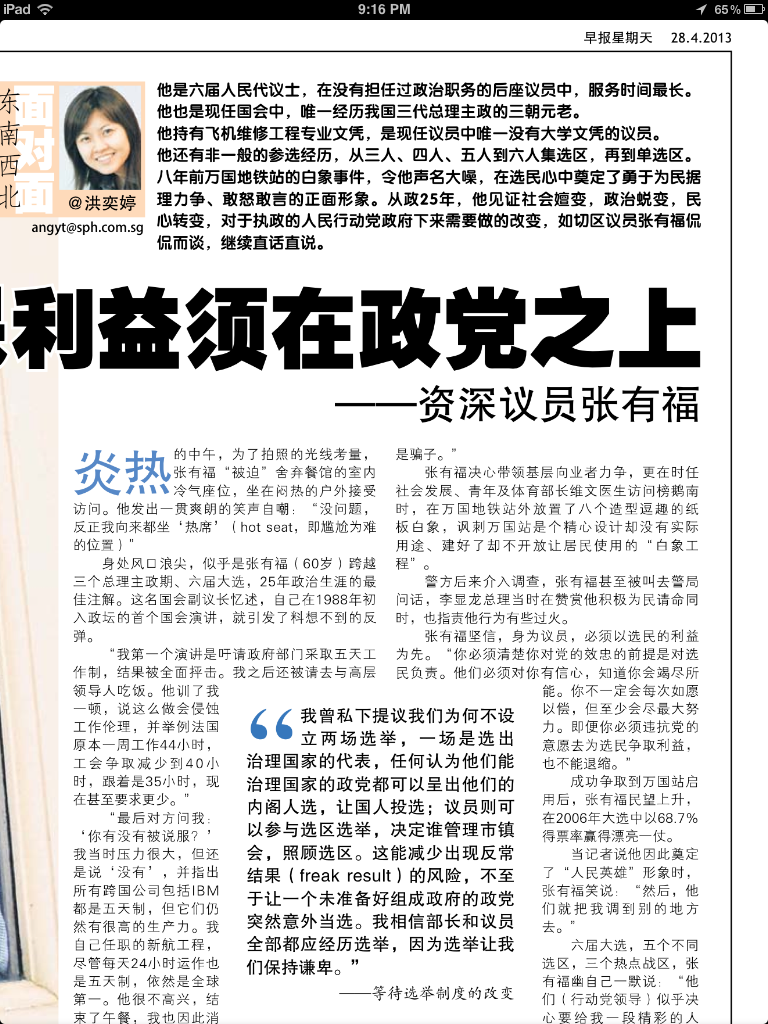 iPad
9:16 PM
65%
早报星期天 28.4.2013
东南西北
面对面
@洪奕婷
angyt@sph.com.sg
他是六届人民代议士，在没有担任过政治职务的后座议员中，服务时间最长。
他也是现任国会中，唯一经历我国三代总理主政的三朝元老。
他持有飞机维修工程专业文凭，是现任议员中唯一没有大学文凭的议员。
他还有非一般的参选经历，从三人、四人、五人到六人集选区，再到单选区。
八年前万国地铁站的白象事件，令他声名大噪，在选民心中奠定了勇于为民据
理力争、敢怒敢言的正面形象。从政25年，他见证社会嬗变，政治蜕变，民
心转变，对于执政的人民行动党政府下来需要做的改变，如切区议员张有福侃
侃而谈，继续直话直说。
利益须在政党之上
——资深议员张有福
炎热的中午，为了拍照的光线考量，
张有福“被迫”舍弃餐馆的室内
冷气座位，坐在闷热的户外接受
访问。他发出一贯爽朗的笑声自嘲：“没问题，
反正我向来都坐‘热席’（hot seat，即尴尬为难
的位置）”
身处风口浪尖，似乎是张有福（60岁）跨越
三个总理主政期、六届大选，25年政治生涯的最
佳注解。这名国会副议长忆述，自己在1988年初
入政坛的首个国会演讲，就引发了料想不到的反
弹。
“我第一个演讲是吁请政府部门采取五天工
作制，结果被全面抨击。我之后还被请去与高层
领导人吃饭。他训了我
一顿，说这么做会侵蚀
工作伦理，并举例法国
原本一周工作44小时，
工会争取减少到40小
时，跟着是35小时，现
在甚至要求更少。”
“最后对方问我：
‘你有没有被说服？’
我当时压力很大，但还
是说‘没有’，并指出
所有跨国公司包括IBM
都是五天制，但它们仍
然有很高的生产力。我
自己任职的新航工程，
尽管每天24小时运作也
是五天制，依然是全球
第一。他很不高兴，结
束了午餐，我也因此消
“我曾私下提议我们为何不设
立两场选举，一场是选出
治理国家的代表，任何认为他们能
治理国家的政党都可以呈出他们的
内阁人选，让国人投选；议员则可
以参与选区选举，决定谁管理市镇
会，照顾选区。这能减少出现反常
结果（freak result）的风险，不至
于让一个未准备好组成政府的政党
突然意外当选。我相信部长和议员
全部都应经历选举，因为选举让我
们保持谦卑。”
——等待选举制度的改变
是骗子。”
张有福决心带领基层向业者力争，更在时任
社会发展、青年及体育部长维文医生访问榜鹅南
时，在万国地铁站外放置了八个造型逗趣的纸
板白象，讽刺万国站是个精心设计却没有实际
用途、建好了却不开放让居民使用的“白象工
程”。
警方后来介入调查，张有福甚至被叫去警局
问话，李显龙总理当时在赞赏他积极为民请命同
时，也指责他行为有些过火。
张有福坚信，身为议员，必须以选民的利益
为先。“你必须清楚你对党的效忠的前提是对选
民负责。他们必须对你有信心，知道你会竭尽所
能。你不一定会每次如愿
以偿，但至少会尽最大努
力。即便你必须违抗党的
意愿去为选民争取利益，
也不能退缩。”
成功争取到万国站启
用后，张有福民望上升，
在2006年大选中以68.7%
得票率赢得漂亮一仗。
当记者说他因此奠定
了“人民英雄”形象时，
张有福笑说：“然后，他
们就把我调到别的地方
去。”
六届大选，五个不同
选区，三个热点战区，张
有福幽自己一默说：“他
们（行动党领导）似乎决
心要给我一段精彩的人